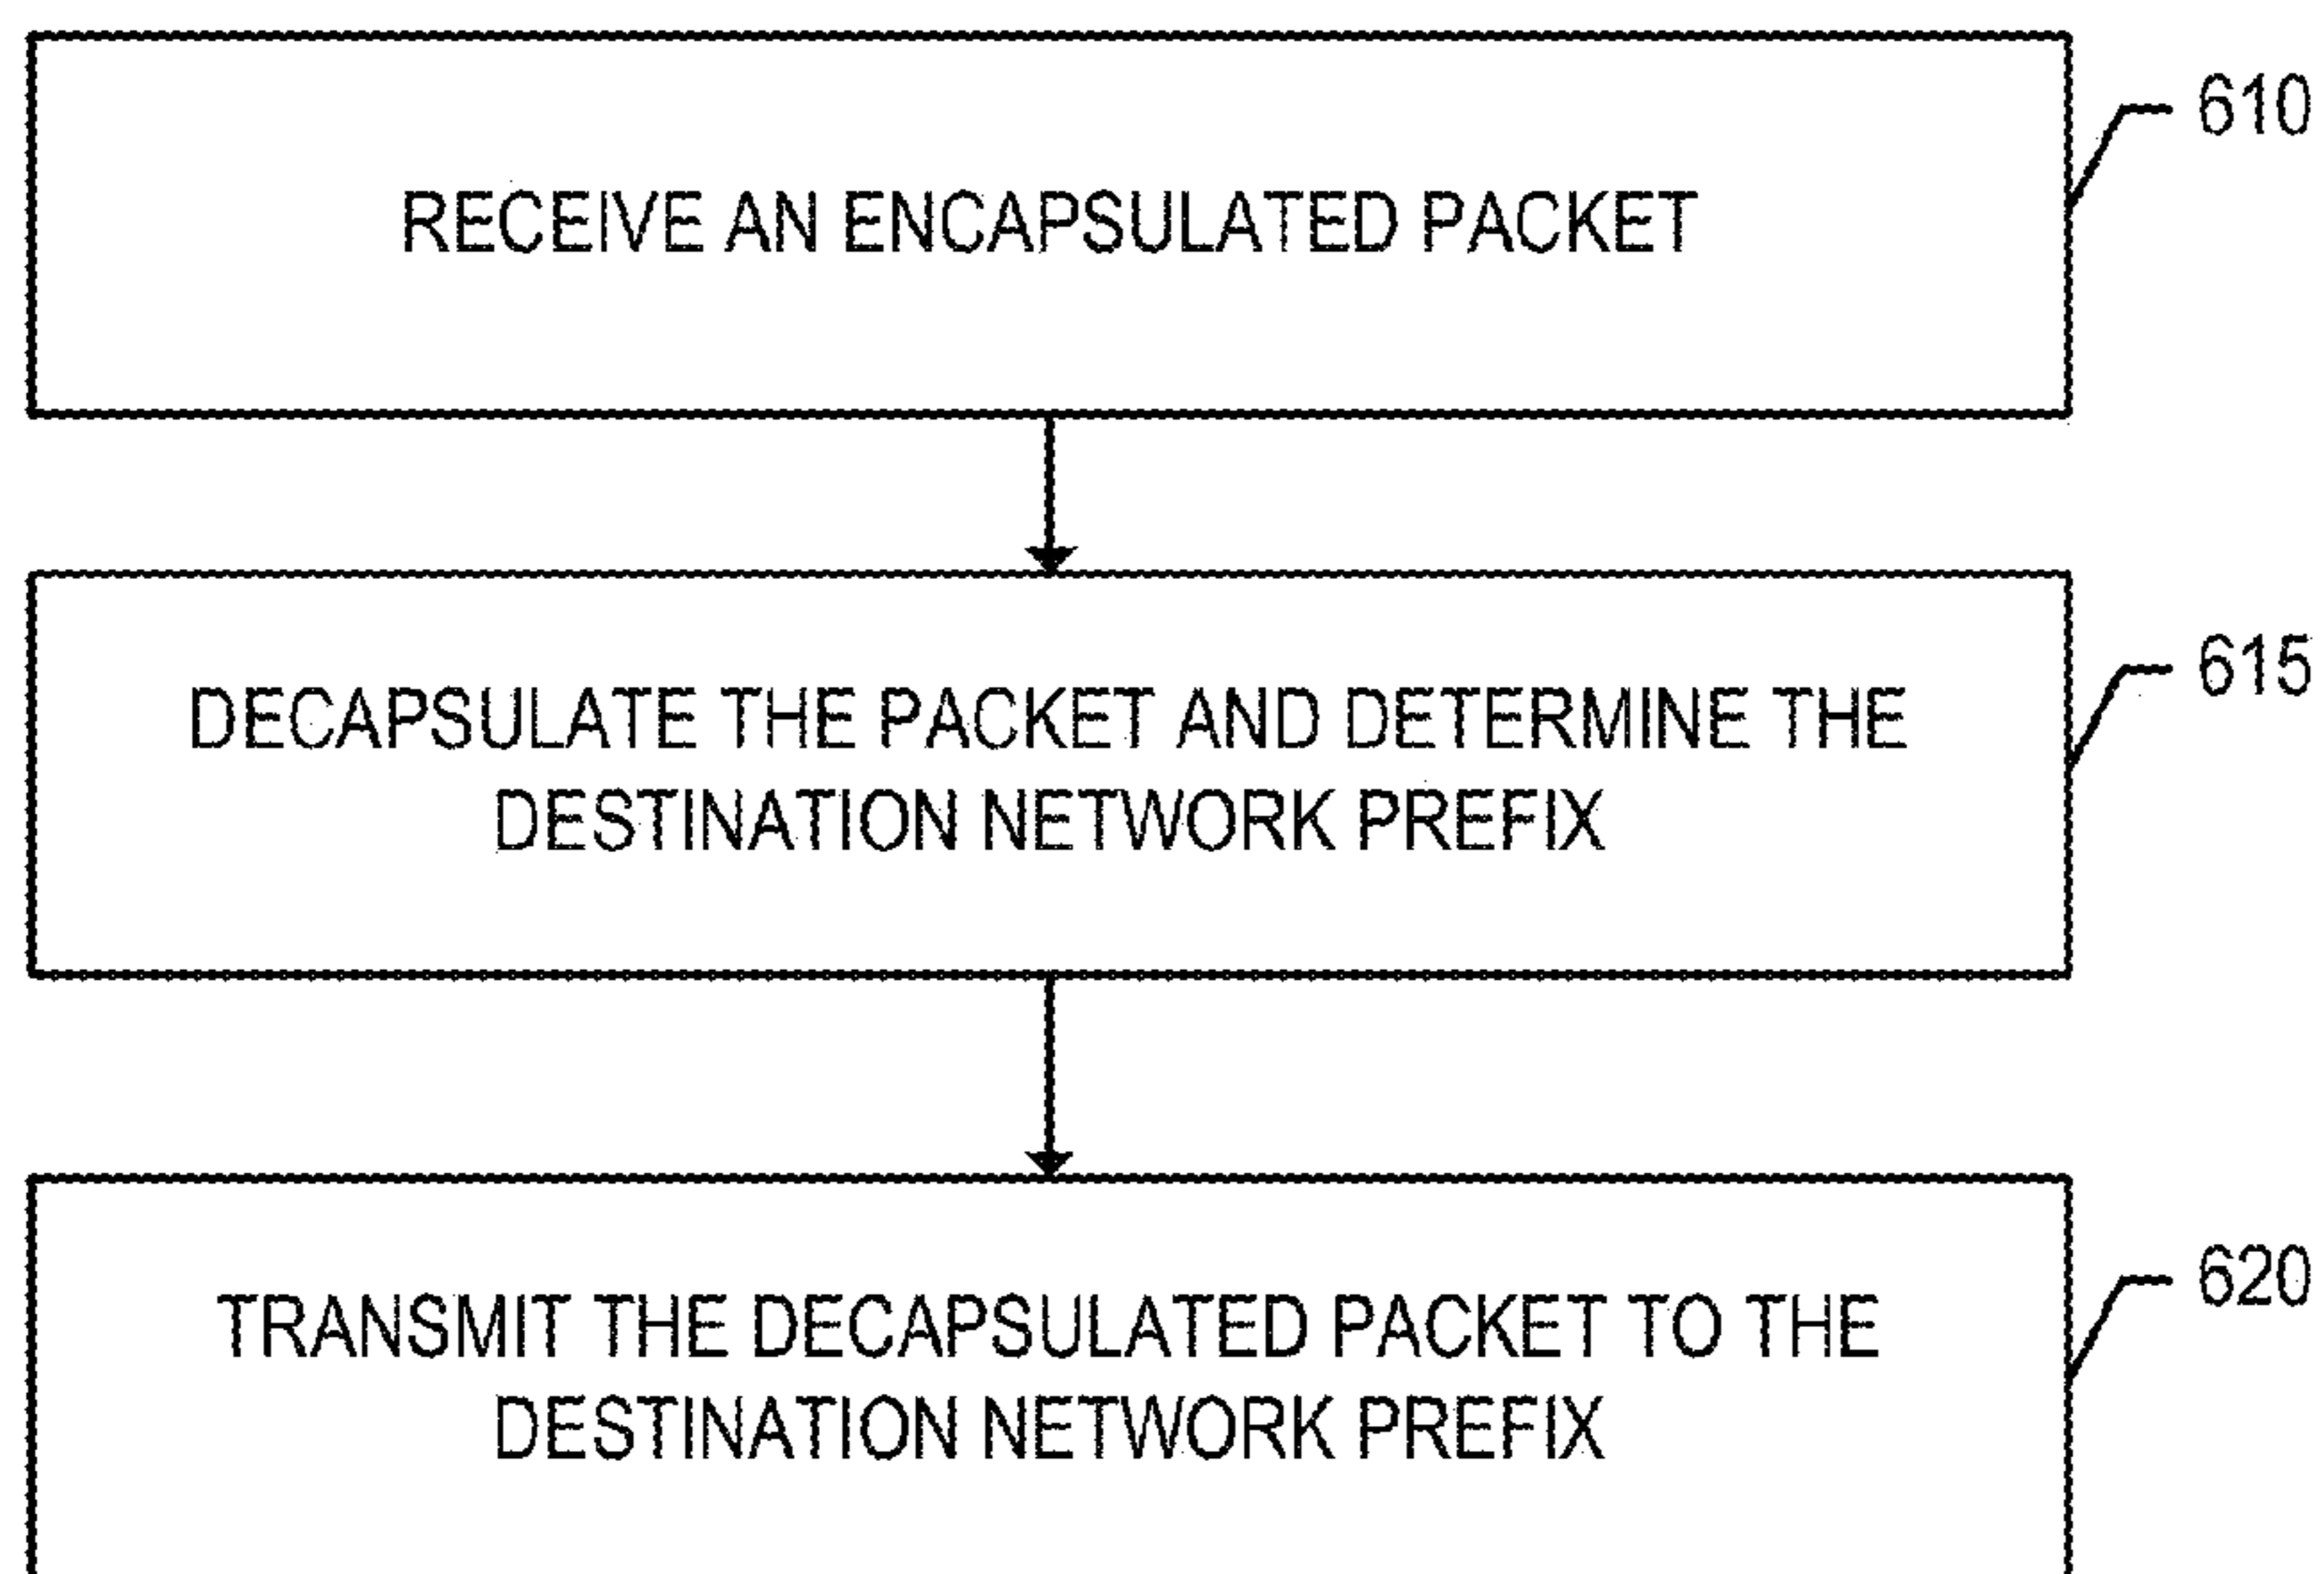 RECEIVE AN ENCAPSULATED PACKET
610
DECAPSULATE THE PACKET AND DETERMINE THE
DESTINATION NETWORK PREFIX
615
TRANSMIT THE DECAPSULATED PACKET TO THE
DESTINATION NETWORK PREFIX
620